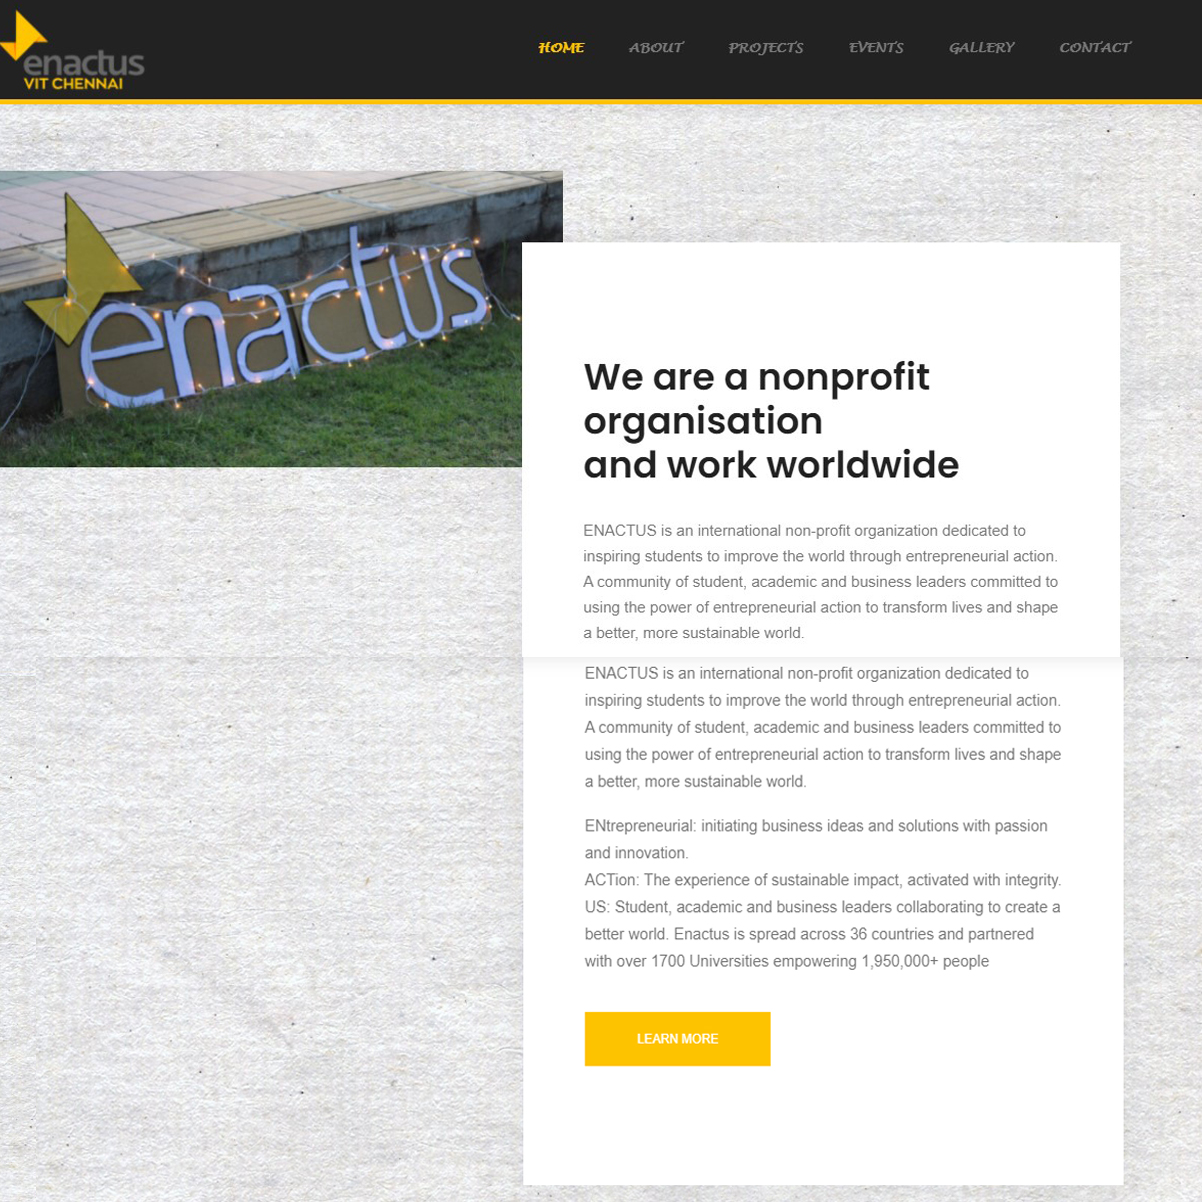 enactus
VIT CHENNAI
HOME ABOUT PROJECTS EVENTS GALLERY CONTACT
enactus
We are a nonprofit
organisation
and work worldwide
ENACTUS is an international non-profit organization dedicated to
inspiring students to improve the world through entrepreneurial action.
A community of student, academic and business leaders committed to
using the power of entrepreneurial action to transform lives and shape
a better, more sustainable world.
ENACTUS is an international non-profit organization dedicated to
inspiring students to improve the world through entrepreneurial action.
A community of student, academic and business leaders committed to
using the power of entrepreneurial action to transform lives and shape
a better, more sustainable world.
ENtrepreneurial: initiating business ideas and solutions with passion
and innovation.
ACTion: The experience of sustainable impact, activated with integrity.
US: Student, academic and business leaders collaborating to create a
better world. Enactus is spread across 36 countries and partnered
with over 1700 Universities empowering 1,950,000+ people
LEARN MORE